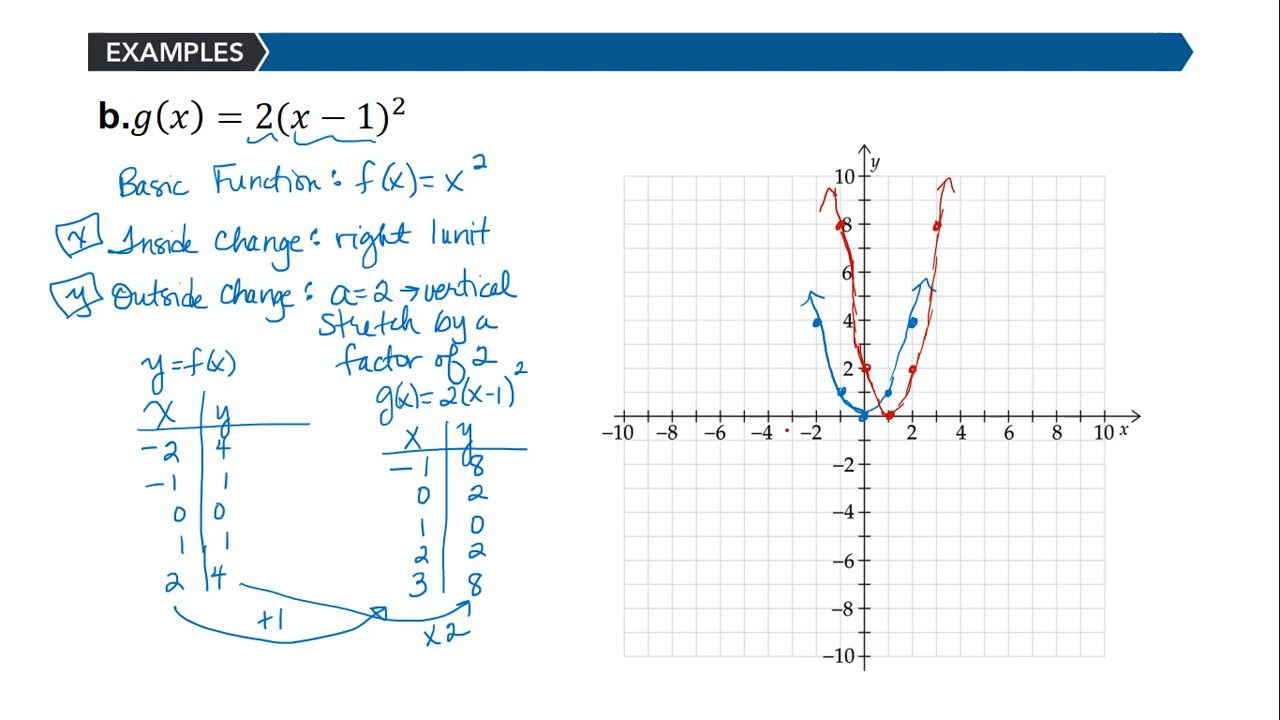 EXAMPLES
b. g(x) = 2(x − 1)²
Basic Function: f(x) = x²
x Inside Change: right 1 unit
y Outside Change: a = 2 → vertical
stretch by a
factor of 2
y = f(x)
x | y
−2 | 4
−1 | 1
0 | 0
1 | 1
2 | 4
+1
g(x) = 2(x−1)²
x | y
−1 | 8
0 | 2
1 | 0
2 | 2
3 | 8
x2
y
10
8
6
4
2
−10 −8 −6 −4 −2 2 4 6 8 10 x
−2
−4
−6
−8
−10